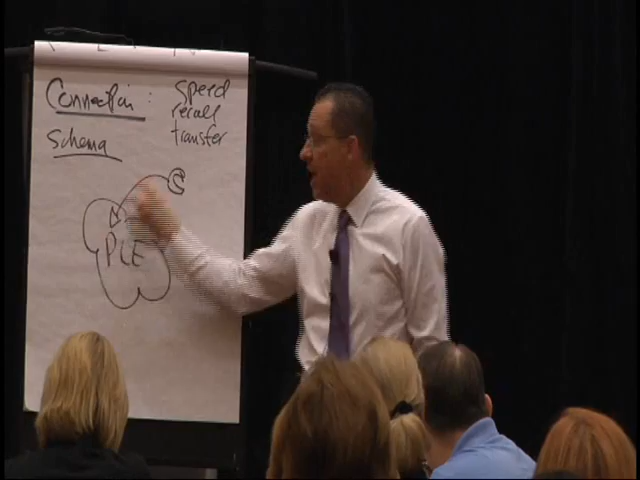 Connection : Speed
recall
Schema transfer
S
PLE